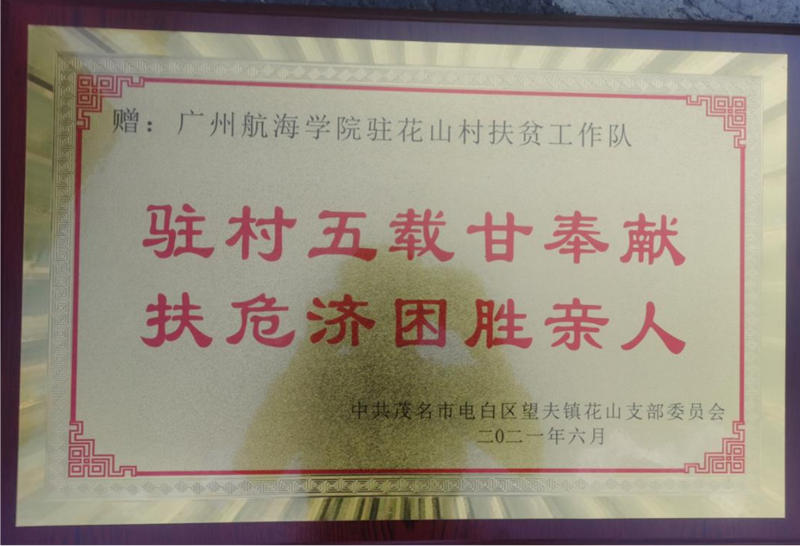 赠：广州航海学院驻花山村扶贫工作队
驻村五载甘奉献
扶危济困胜亲人
中共茂名市电白区望夫镇花山支部委员会
二〇二一年六月